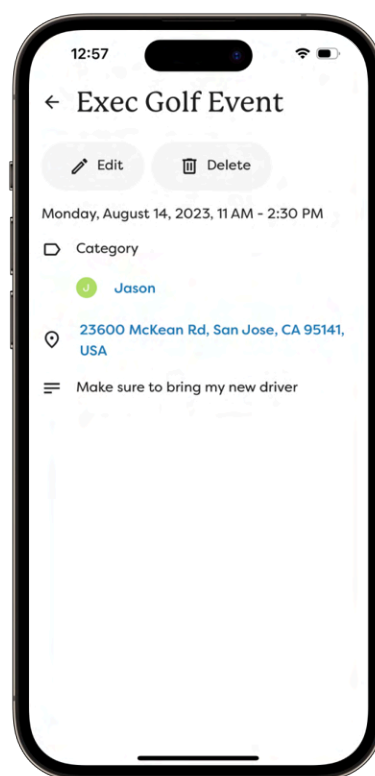 12:57
Exec Golf Event
Edit Delete
Monday, August 14, 2023, 11 AM - 2:30 PM
Category
J Jason
23600 McKean Rd, San Jose, CA 95141,
USA
Make sure to bring my new driver